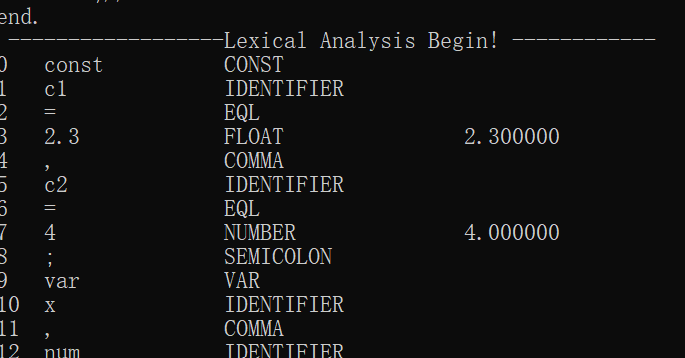 end.
------------------Lexical Analysis Begin! ------------
0 const CONST
1 c1 IDENTIFIER
2 = EQL
3 2.3 FLOAT 2.300000
4 , COMMA
5 c2 IDENTIFIER
6 = EQL
7 4 NUMBER 4.000000
8 ; SEMICOLON
9 var VAR
10 x IDENTIFIER
11 , COMMA
12 num IDENTIFIER